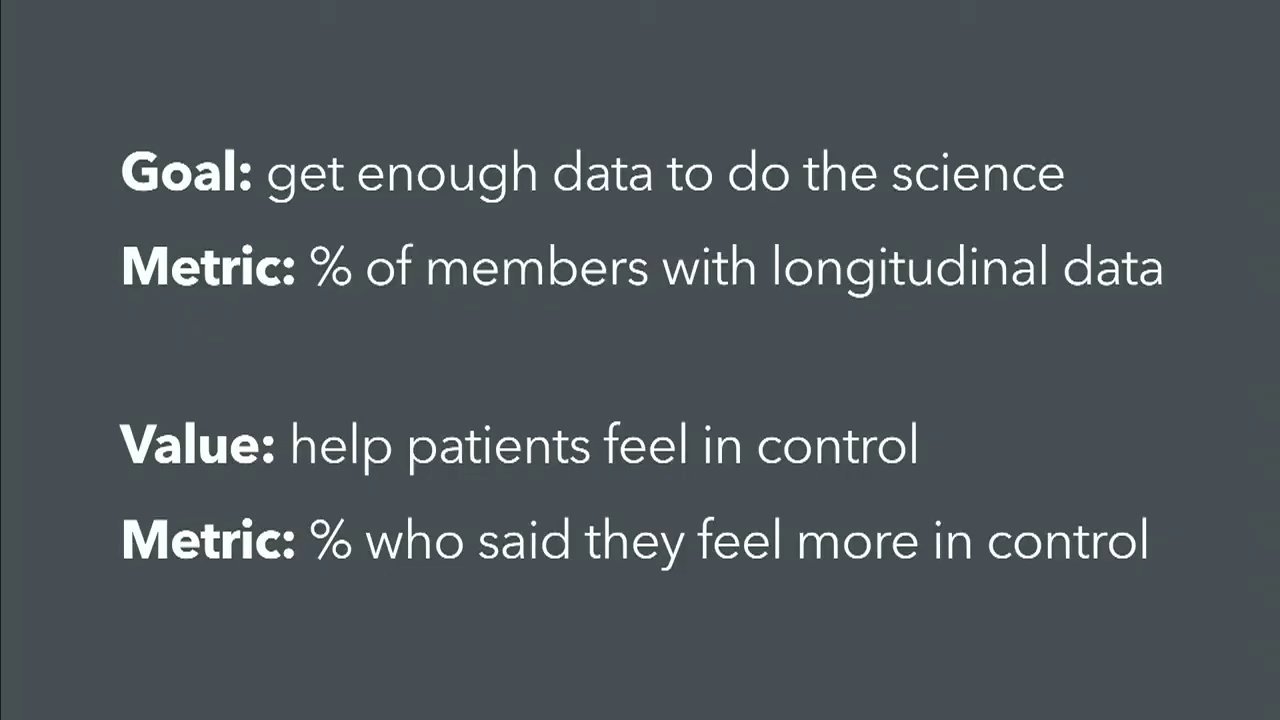 Goal: get enough data to do the science
Metric: % of members with longitudinal data
Value: help patients feel in control
Metric: % who said they feel more in control